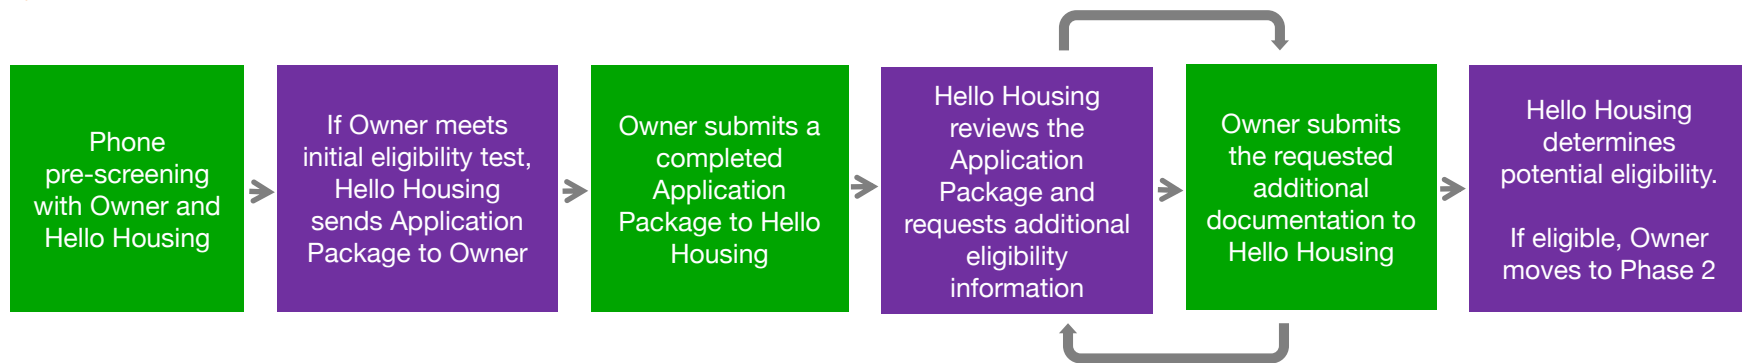 Phone
pre-screening
with Owner and
Hello Housing
If Owner meets
initial eligibility test,
Hello Housing
sends Application
Package to Owner
Owner submits a
completed
Application
Package to Hello
Housing
Hello Housing
reviews the
Application
Package and
requests additional
eligibility
information
Owner submits
the requested
additional
documentation to
Hello Housing
Hello Housing
determines
potential eligibility.
If eligible, Owner
moves to Phase 2